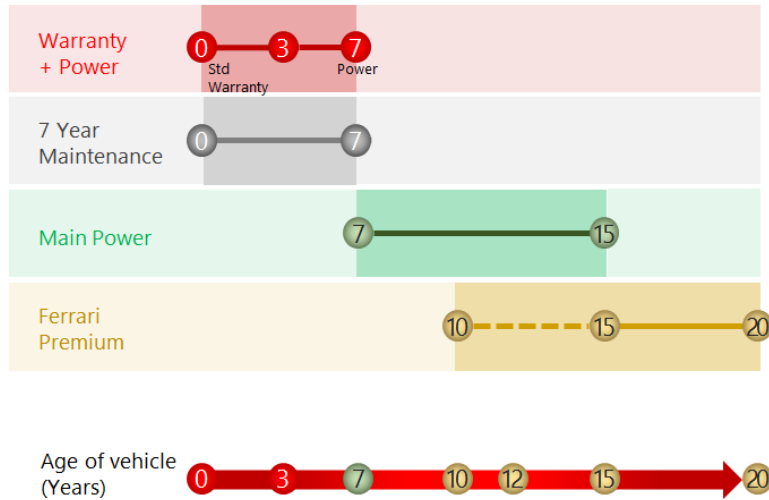 Warranty
+ Power
0 3 7
Std
Warranty
Power
7 Year
Maintenance
0 7
Main Power
7 15
Ferrari
Premium
10 15 20
Age of vehicle
(Years)
0 3 7 10 12 15 20